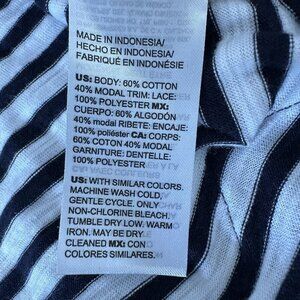 MADE IN INDONESIA/
HECHO EN INDONESIA/
FABRIQUÉ EN INDONÉSIE
US: BODY: 60% COTTON
40% MODAL TRIM: LACE:
100% POLYESTER MX:
CUERPO: 60% ALGODÓN
40% modal RIBETE: ENCAJE:
100% poliéster CA: CORPS:
60% COTON 40% MODAL
GARNITURE: DENTELLE:
100% POLYESTER
US: WITH SIMILAR COLORS.
MACHINE WASH COLD,
GENTLE CYCLE. ONLY
NON-CHLORINE BLEACH.
TUMBLE DRY LOW. WARM
IRON. MAY BE DRY
CLEANED MX: CON
COLORES SIMILARES.